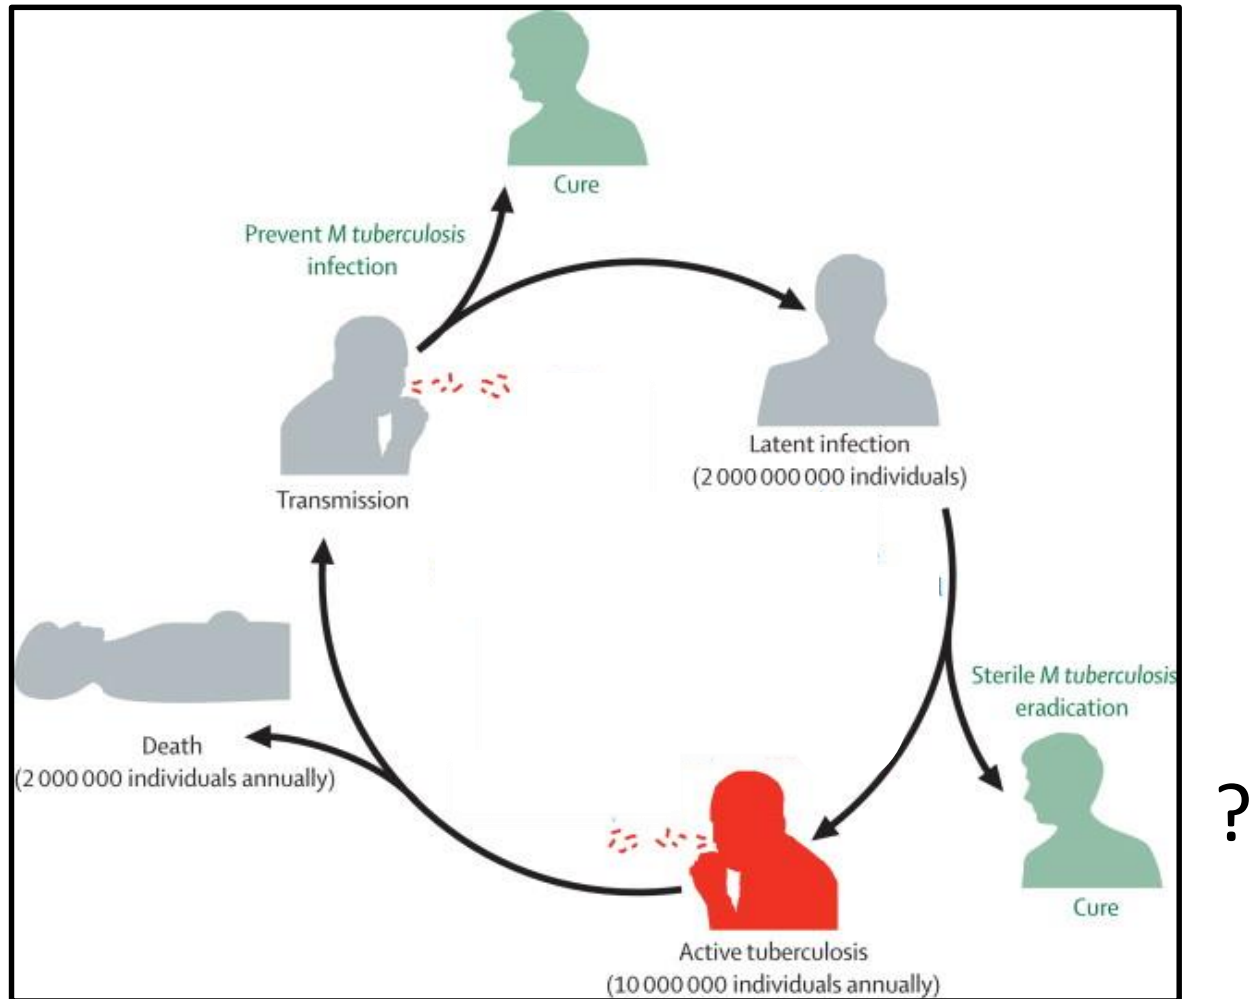 Cure
Prevent M tuberculosis
infection
Latent infection
(2 000 000 000 individuals)
Transmission
Sterile M tuberculosis
eradication
Death
(2 000 000 individuals annually)
?
Cure
Active tuberculosis
(10 000 000 individuals annually)